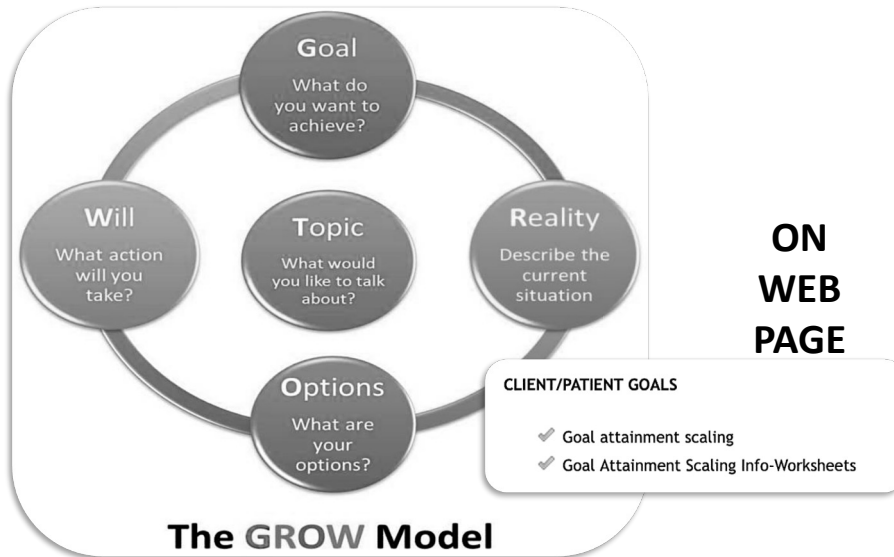 Goal
What do
you want to
achieve?
Will
What action
will you
take?
Topic
What would
you like to talk
about?
Reality
Describe the
current
situation
Options
What are
your
options?
The GROW Model
ON
WEB
PAGE
CLIENT/PATIENT GOALS
Goal attainment scaling
Goal Attainment Scaling Info-Worksheets